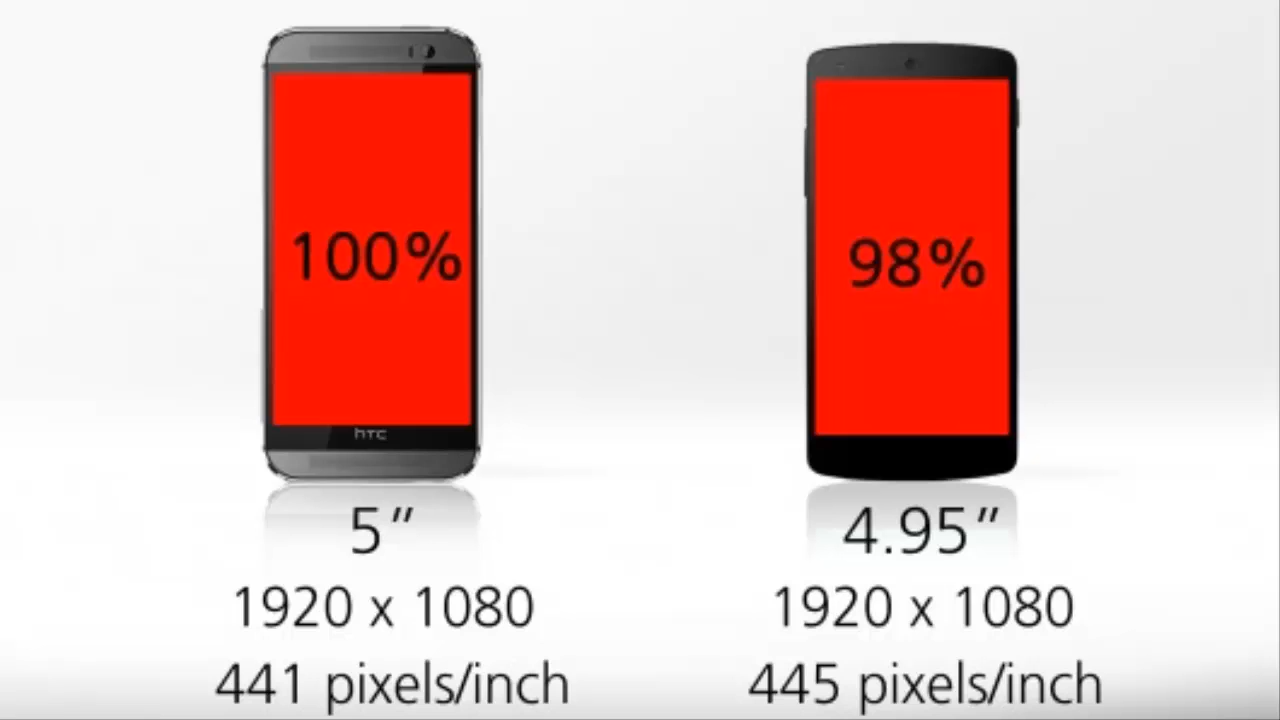 100%
98%
hTC
5”
4.95”
1920 x 1080
1920 x 1080
441 pixels/inch
445 pixels/inch